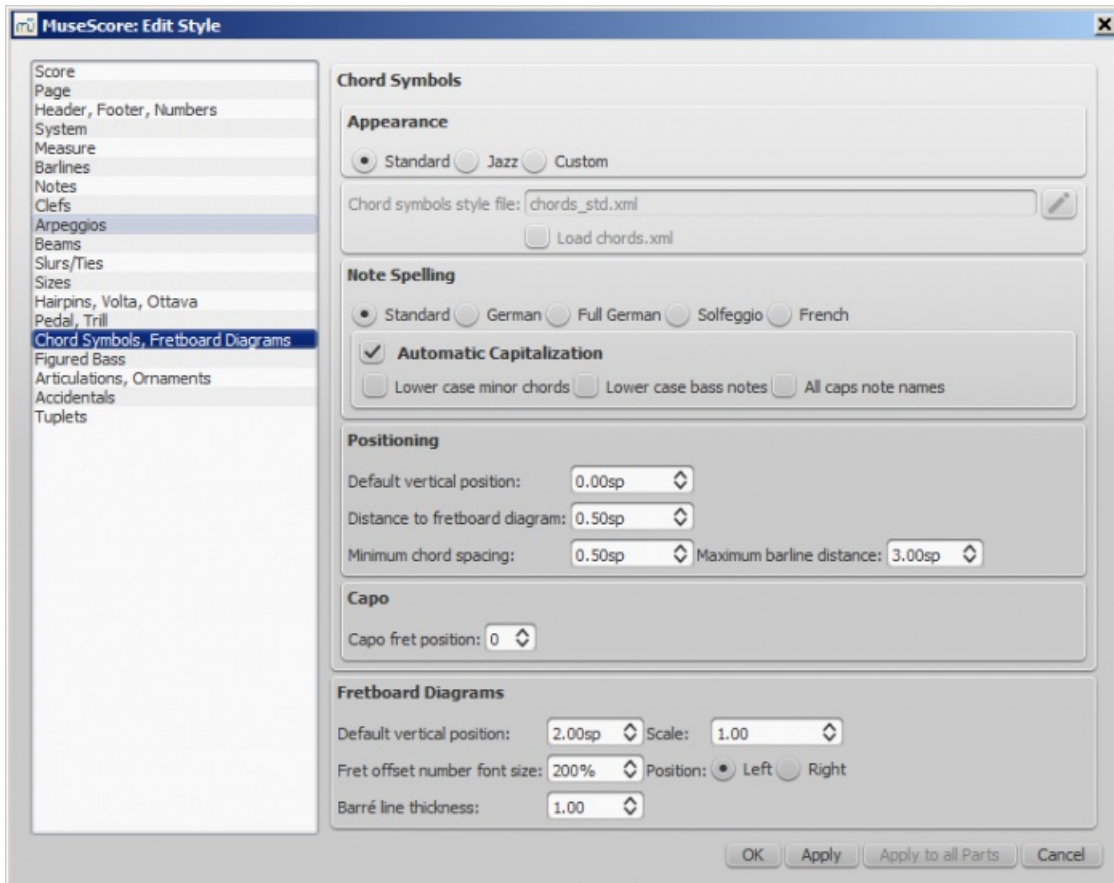 MuseScore: Edit Style
Score
Page
Header, Footer, Numbers
System
Measure
Barlines
Notes
Clefs
Arpeggios
Beams
Slurs/Ties
Sizes
Hairpins, Volta, Ottava
Pedal, Trill
Chord Symbols, Fretboard Diagrams
Figured Bass
Articulations, Ornaments
Accidentals
Tuplets
Chord Symbols
Appearance
Standard Jazz Custom
Chord symbols style file: chords_std.xml
Load chords.xml
Note Spelling
Standard German Full German Solfeggio French
Automatic Capitalization
Lower case minor chords Lower case bass notes All caps note names
Positioning
Default vertical position: 0.00sp
Distance to fretboard diagram: 0.50sp
Minimum chord spacing: 0.50sp Maximum barline distance: 3.00sp
Capo
Capo fret position: 0
Fretboard Diagrams
Default vertical position: 2.00sp Scale: 1.00
Fret offset number font size: 200% Position: Left Right
Barré line thickness: 1.00
OK Apply Apply to all Parts Cancel